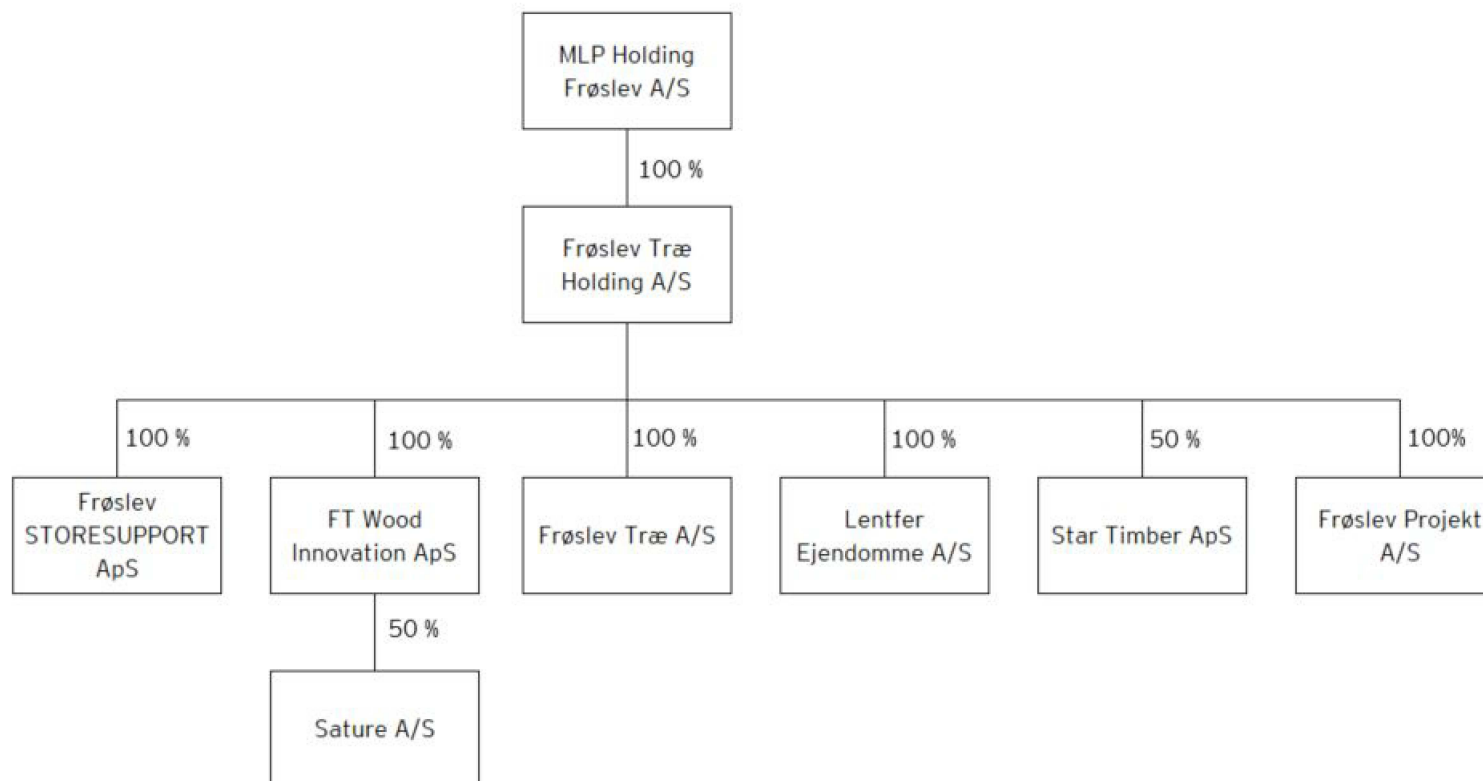 MLP Holding
Frøslev A/S
100 %
Frøslev Træ
Holding A/S
100 %
100 %
100 %
100 %
50 %
100%
Frøslev
STORESUPPORT
ApS
FT Wood
Innovation ApS
Frøslev Træ A/S
Lentfer
Ejendomme A/S
Star Timber ApS
Frøslev Projekt
A/S
50 %
Sature A/S